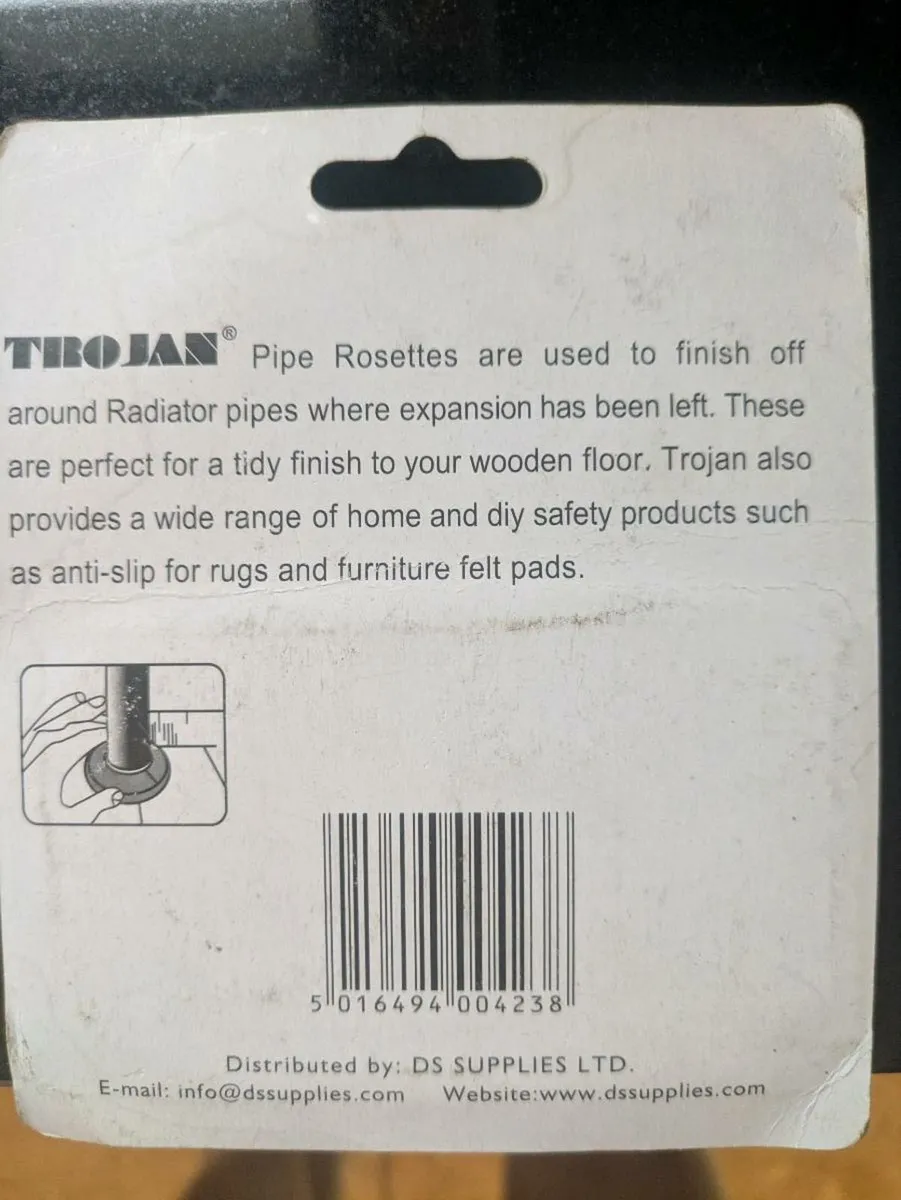 TROJAN® Pipe Rosettes are used to finish off
around Radiator pipes where expansion has been left. These
are perfect for a tidy finish to your wooden floor. Trojan also
provides a wide range of home and diy safety products such
as anti-slip for rugs and furniture felt pads.
5 016494 004238
Distributed by: DS SUPPLIES LTD.
E-mail: info@dssupplies.com Website:www.dssupplies.com